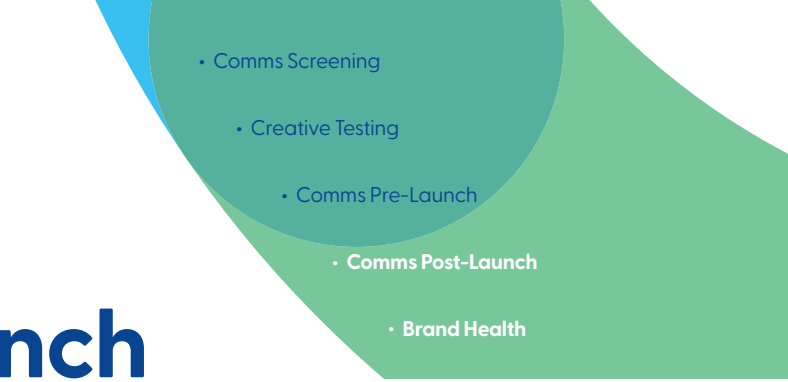 • Comms Screening
• Creative Testing
• Comms Pre-Launch
• Comms Post-Launch
• Brand Health
nch